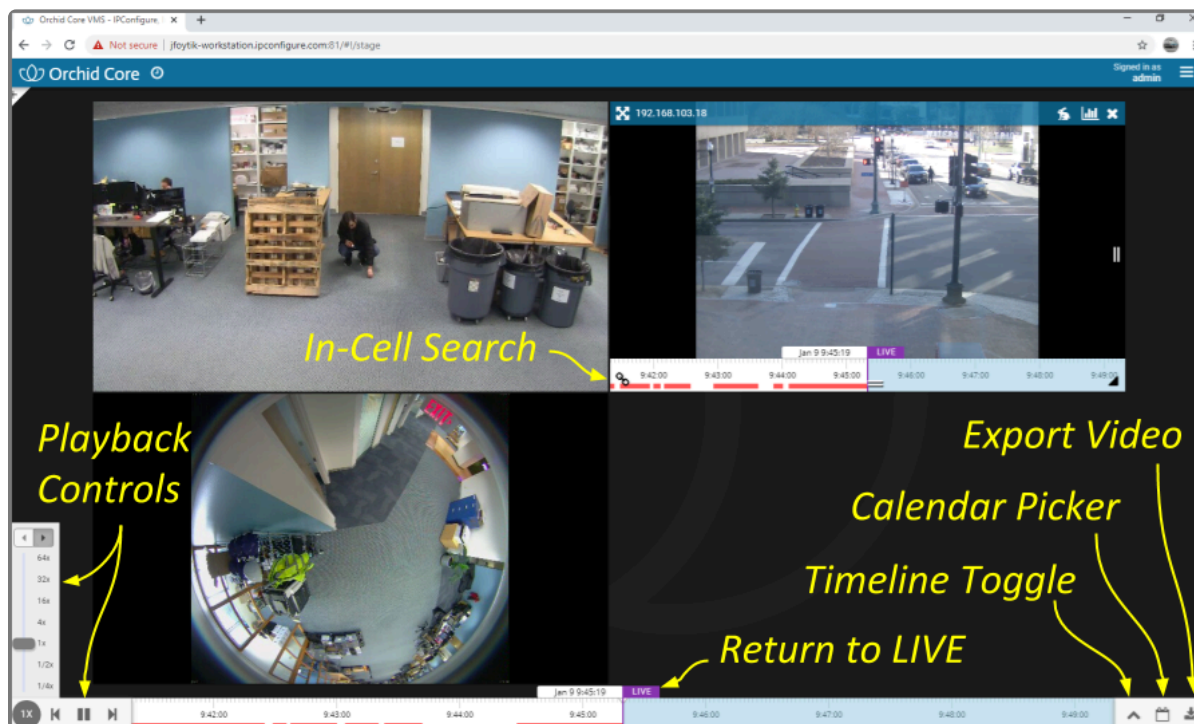 Orchid Core VMS - IPConfigure,
Not secure | jfoytik-workstation.ipconfigure.com:81/#!/stage
Orchid Core
Signed in as
admin
192.168.103.18
In-Cell Search
Jan 9 9:45:19 LIVE
9:42:00 9:43:00 9:44:00 9:45:00 9:46:00 9:47:00 9:48:00 9:49:00
EXIT
Playback
Controls
Export Video
Calendar Picker
Timeline Toggle
Return to LIVE
64x
32x
16x
4x
1x
1/2x
1/4x
Jan 9 9:45:19 LIVE
1X 9:42:00 9:43:00 9:44:00 9:45:00 9:46:00 9:47:00 9:48:00 9:49:00